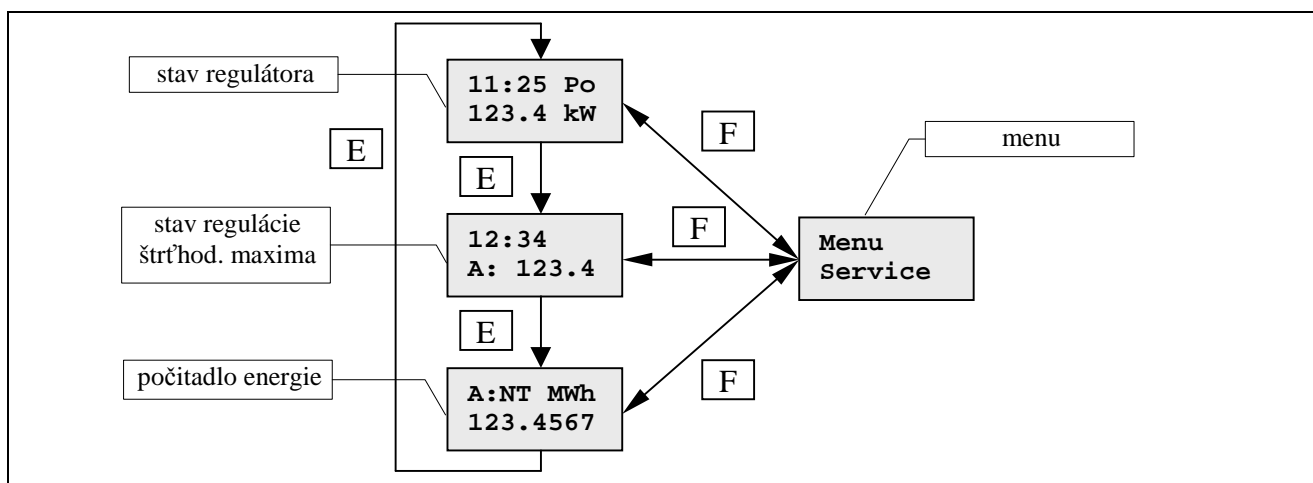 stav regulátora
11:25 Po
123.4 kW
E
F
menu
E
stav regulácie
štrťhod. maxima
12:34
A: 123.4
F
Menu
Service
E
počitadlo energie
A:NT MWh
123.4567
F